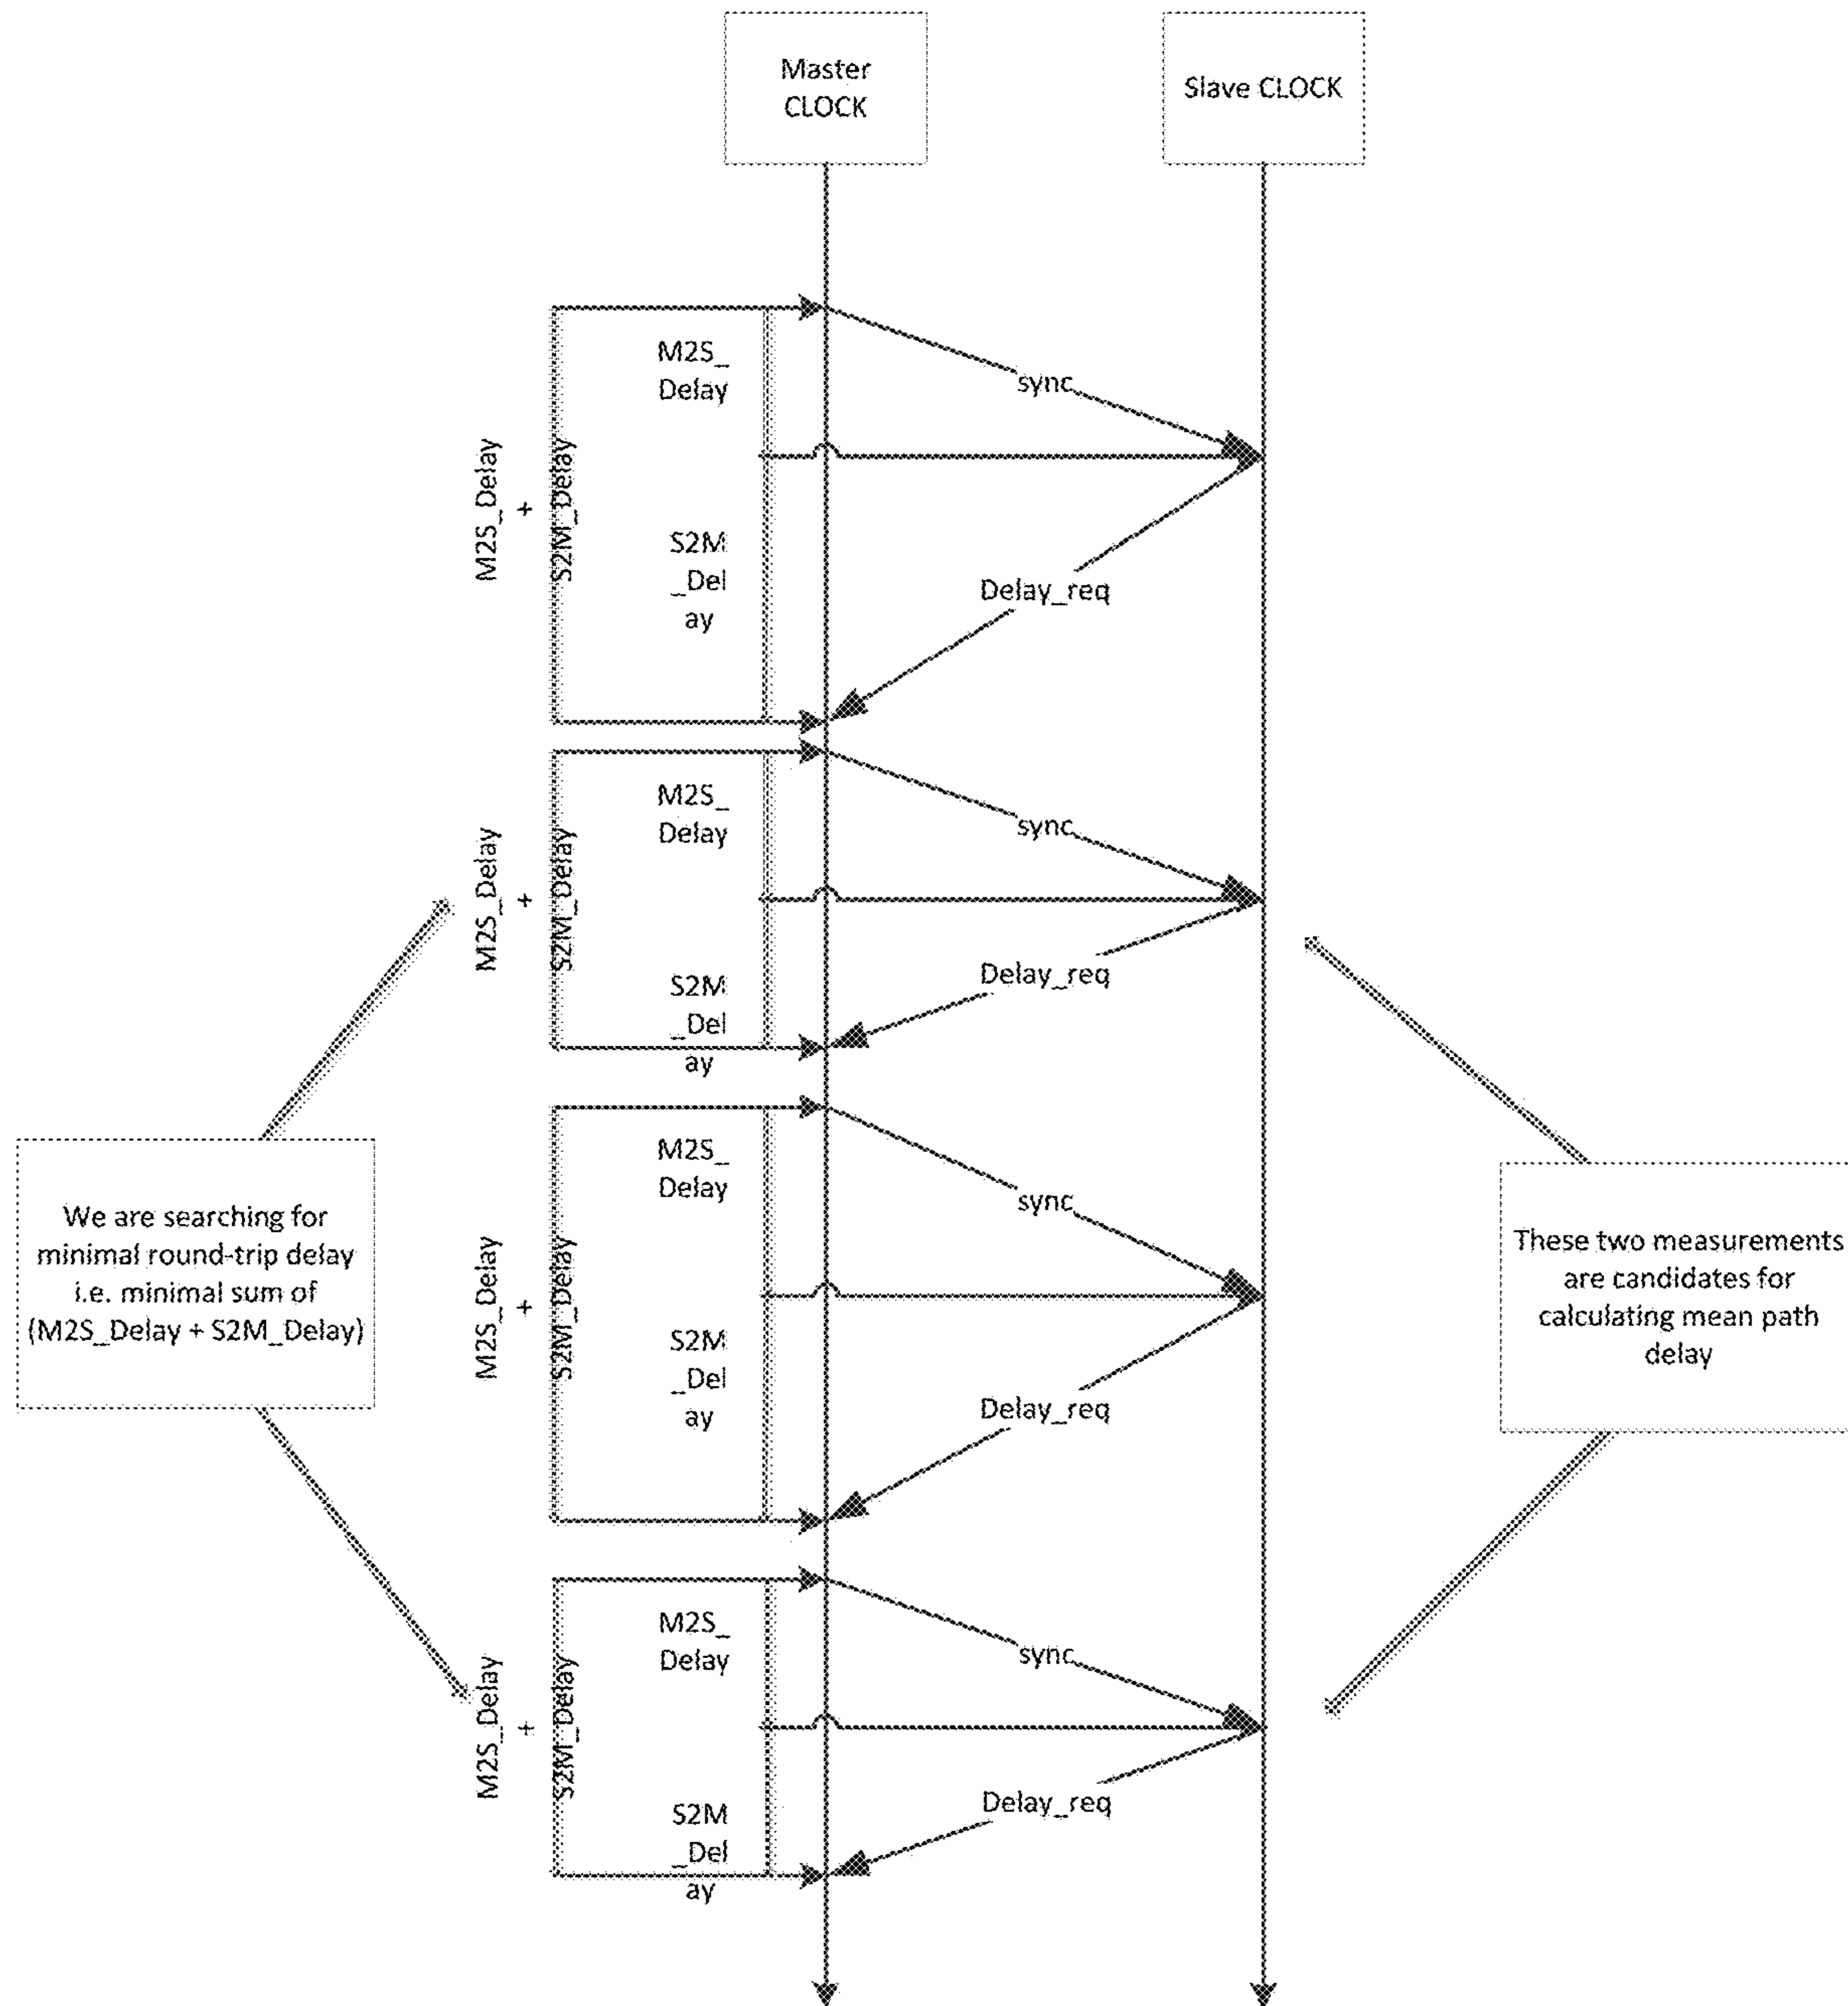 Master
CLOCK
Slave CLOCK
M2S_
Delay
sync
M2S_Delay
+
S2M_Delay
S2M
_Del
ay
Delay_req
M2S_
Delay
sync
M2S_Delay
+
S2M_Delay
S2M
_Del
ay
Delay_req
We are searching for
minimal round-trip delay
i.e. minimal sum of
(M2S_Delay + S2M_Delay)
M2S_
Delay
sync
M2S_Delay
+
S2M_Delay
S2M
_Del
ay
Delay_req
These two measurements
are candidates for
calculating mean path
delay
M2S_
Delay
sync
M2S_Delay
+
S2M_Delay
S2M
_Del
ay
Delay_req